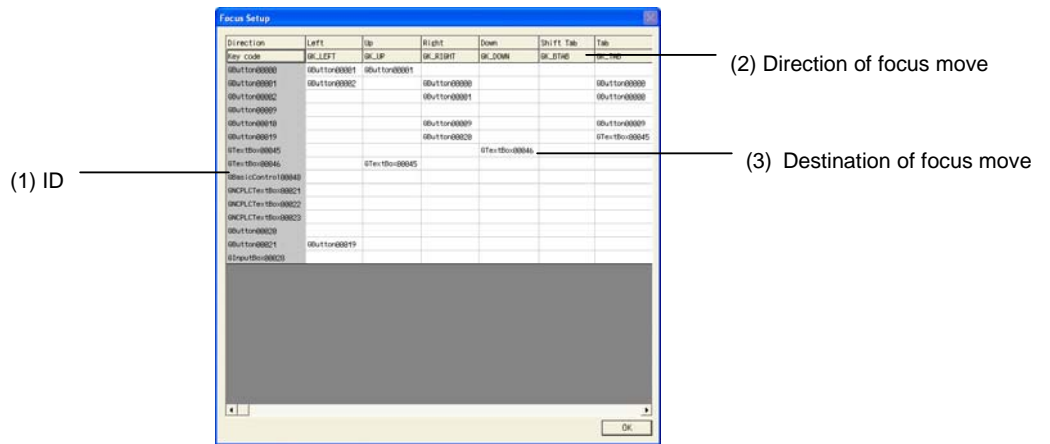 Focus Setup
Direction Left Up Right Down Shift Tab Tab
Key code GK_LEFT GK_UP GK_RIGHT GK_DOWN GK_BTAB GK_TAB
GButton00000 GButton00001 GButton00001
GButton00001 GButton00002 GButton00000 GButton00000
GButton00002 GButton00001 GButton00000
GButton00009
GButton00018 GButton00009 GButton00009
GButton00019 GButton00020 GTextBox00045
GTextBox00045 GTextBox00046
GTextBox00046 GTextBox00045
GBasicControl00048
GNCPLCTextBox00021
GNCPLCTextBox00022
GNCPLCTextBox00023
GButton00020
GButton00021 GButton00019
GInputBox00028
OK
(1) ID
(2) Direction of focus move
(3) Destination of focus move